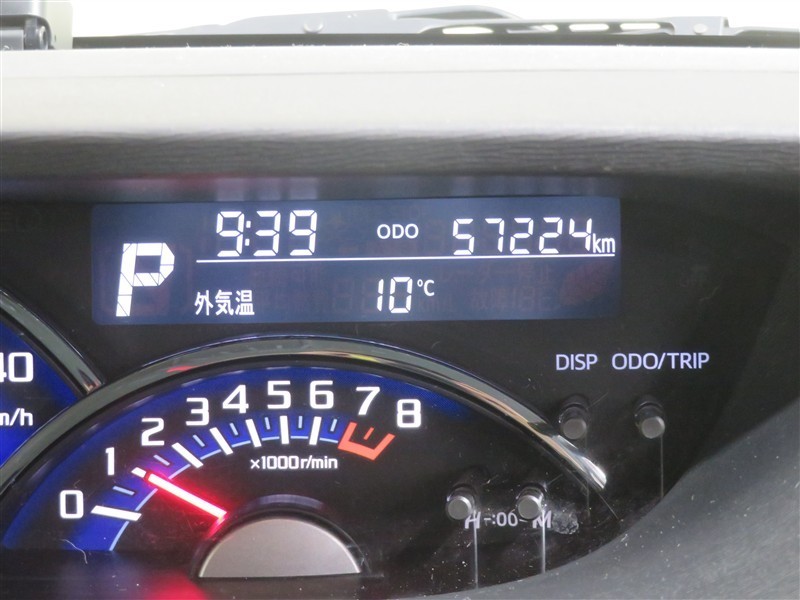 9:39 ODO 57224km
P
外気温 10℃
DISP ODO/TRIP
40
m/h
0 1 2 3 4 5 6 7 8
×1000r/min
H -:00 M